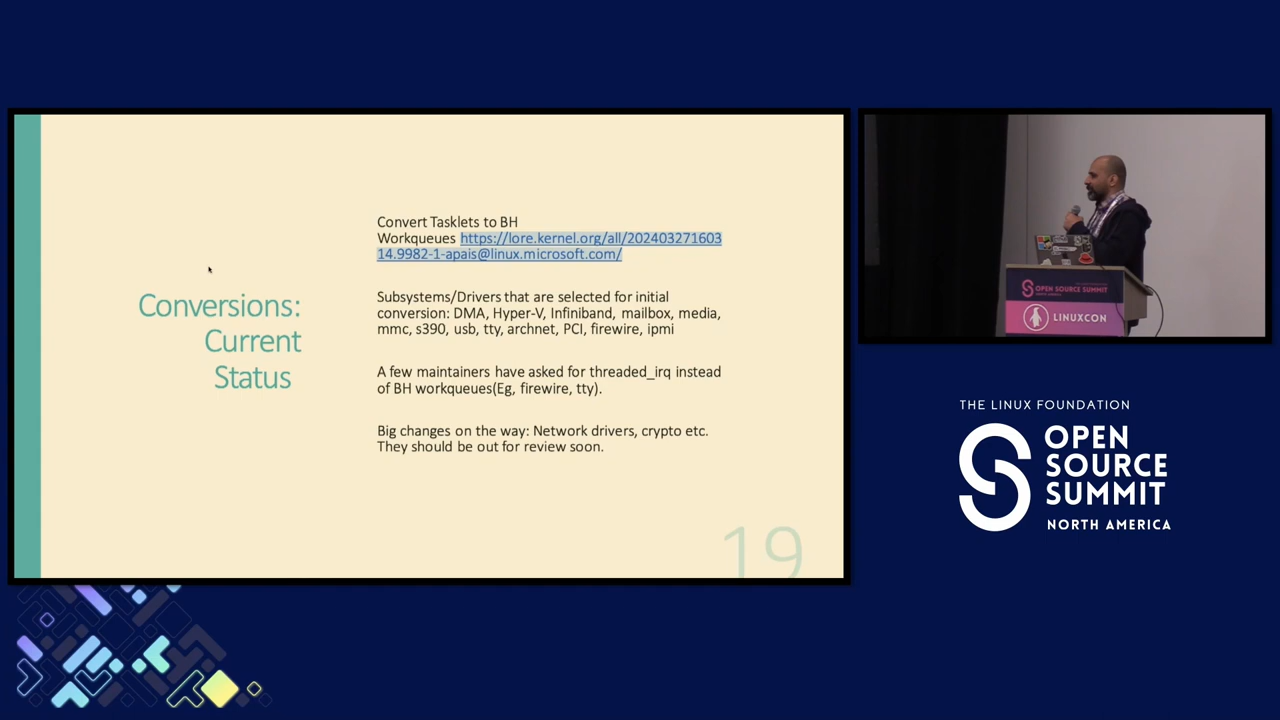 Conversions:
Current
Status
Convert Tasklets to BH
Workqueues https://lore.kernel.org/all/202403271603
14.9982-1-apais@linux.microsoft.com/
Subsystems/Drivers that are selected for initial
conversion: DMA, Hyper-V, Infiniband, mailbox, media,
mmc, s390, usb, tty, archnet, PCI, firewire, ipmi
A few maintainers have asked for threaded_irq instead
of BH workqueues(Eg, firewire, tty).
Big changes on the way: Network drivers, crypto etc.
They should be out for review soon.
19
OPEN SOURCE SUMMIT
LINUXCON
THE LINUX FOUNDATION
OPEN
SOURCE
SUMMIT
NORTH AMERICA